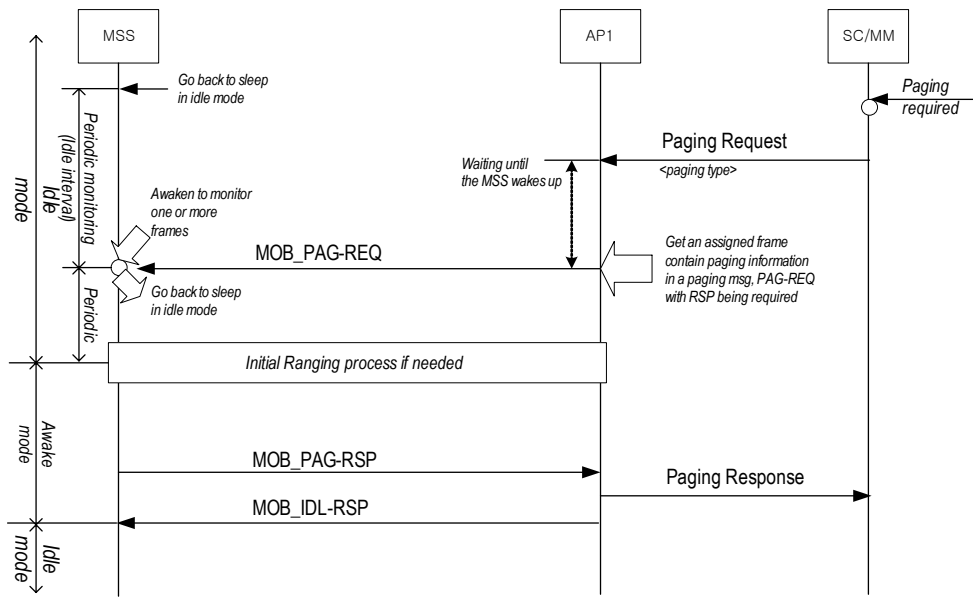 MSS
AP1
SC/MM
Go back to sleep
in idle mode
Paging
required
Periodic monitoring
(Idle interval)
Idle
mode
Paging Request
<paging type>
Waiting until
the MSS wakes up
Awaken to monitor
one or more
frames
MOB_PAG-REQ
Get an assigned frame
contain paging information
in a paging msg, PAG-REQ
with RSP being required
Go back to sleep
in idle mode
Periodic
Initial Ranging process if needed
Awake
mode
MOB_PAG-RSP
Paging Response
MOB_IDL-RSP
Idle
mode